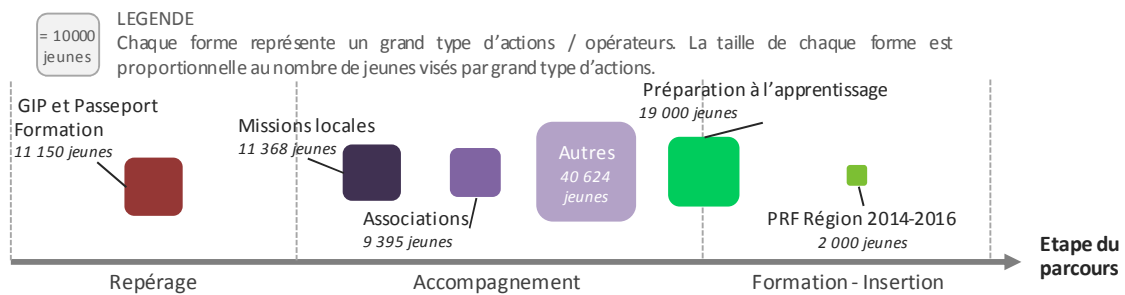 = 10000
jeunes
LEGENDE
Chaque forme représente un grand type d'actions / opérateurs. La taille de chaque forme est
proportionnelle au nombre de jeunes visés par grand type d'actions.
GIP et Passeport
Formation
11 150 jeunes
Missions locales
11 368 jeunes
Associations
9 395 jeunes
Autres
40 624
jeunes
Préparation à l'apprentissage
19 000 jeunes
PRF Région 2014-2016
2 000 jeunes
Etape du
parcours
Repérage
Accompagnement
Formation - Insertion